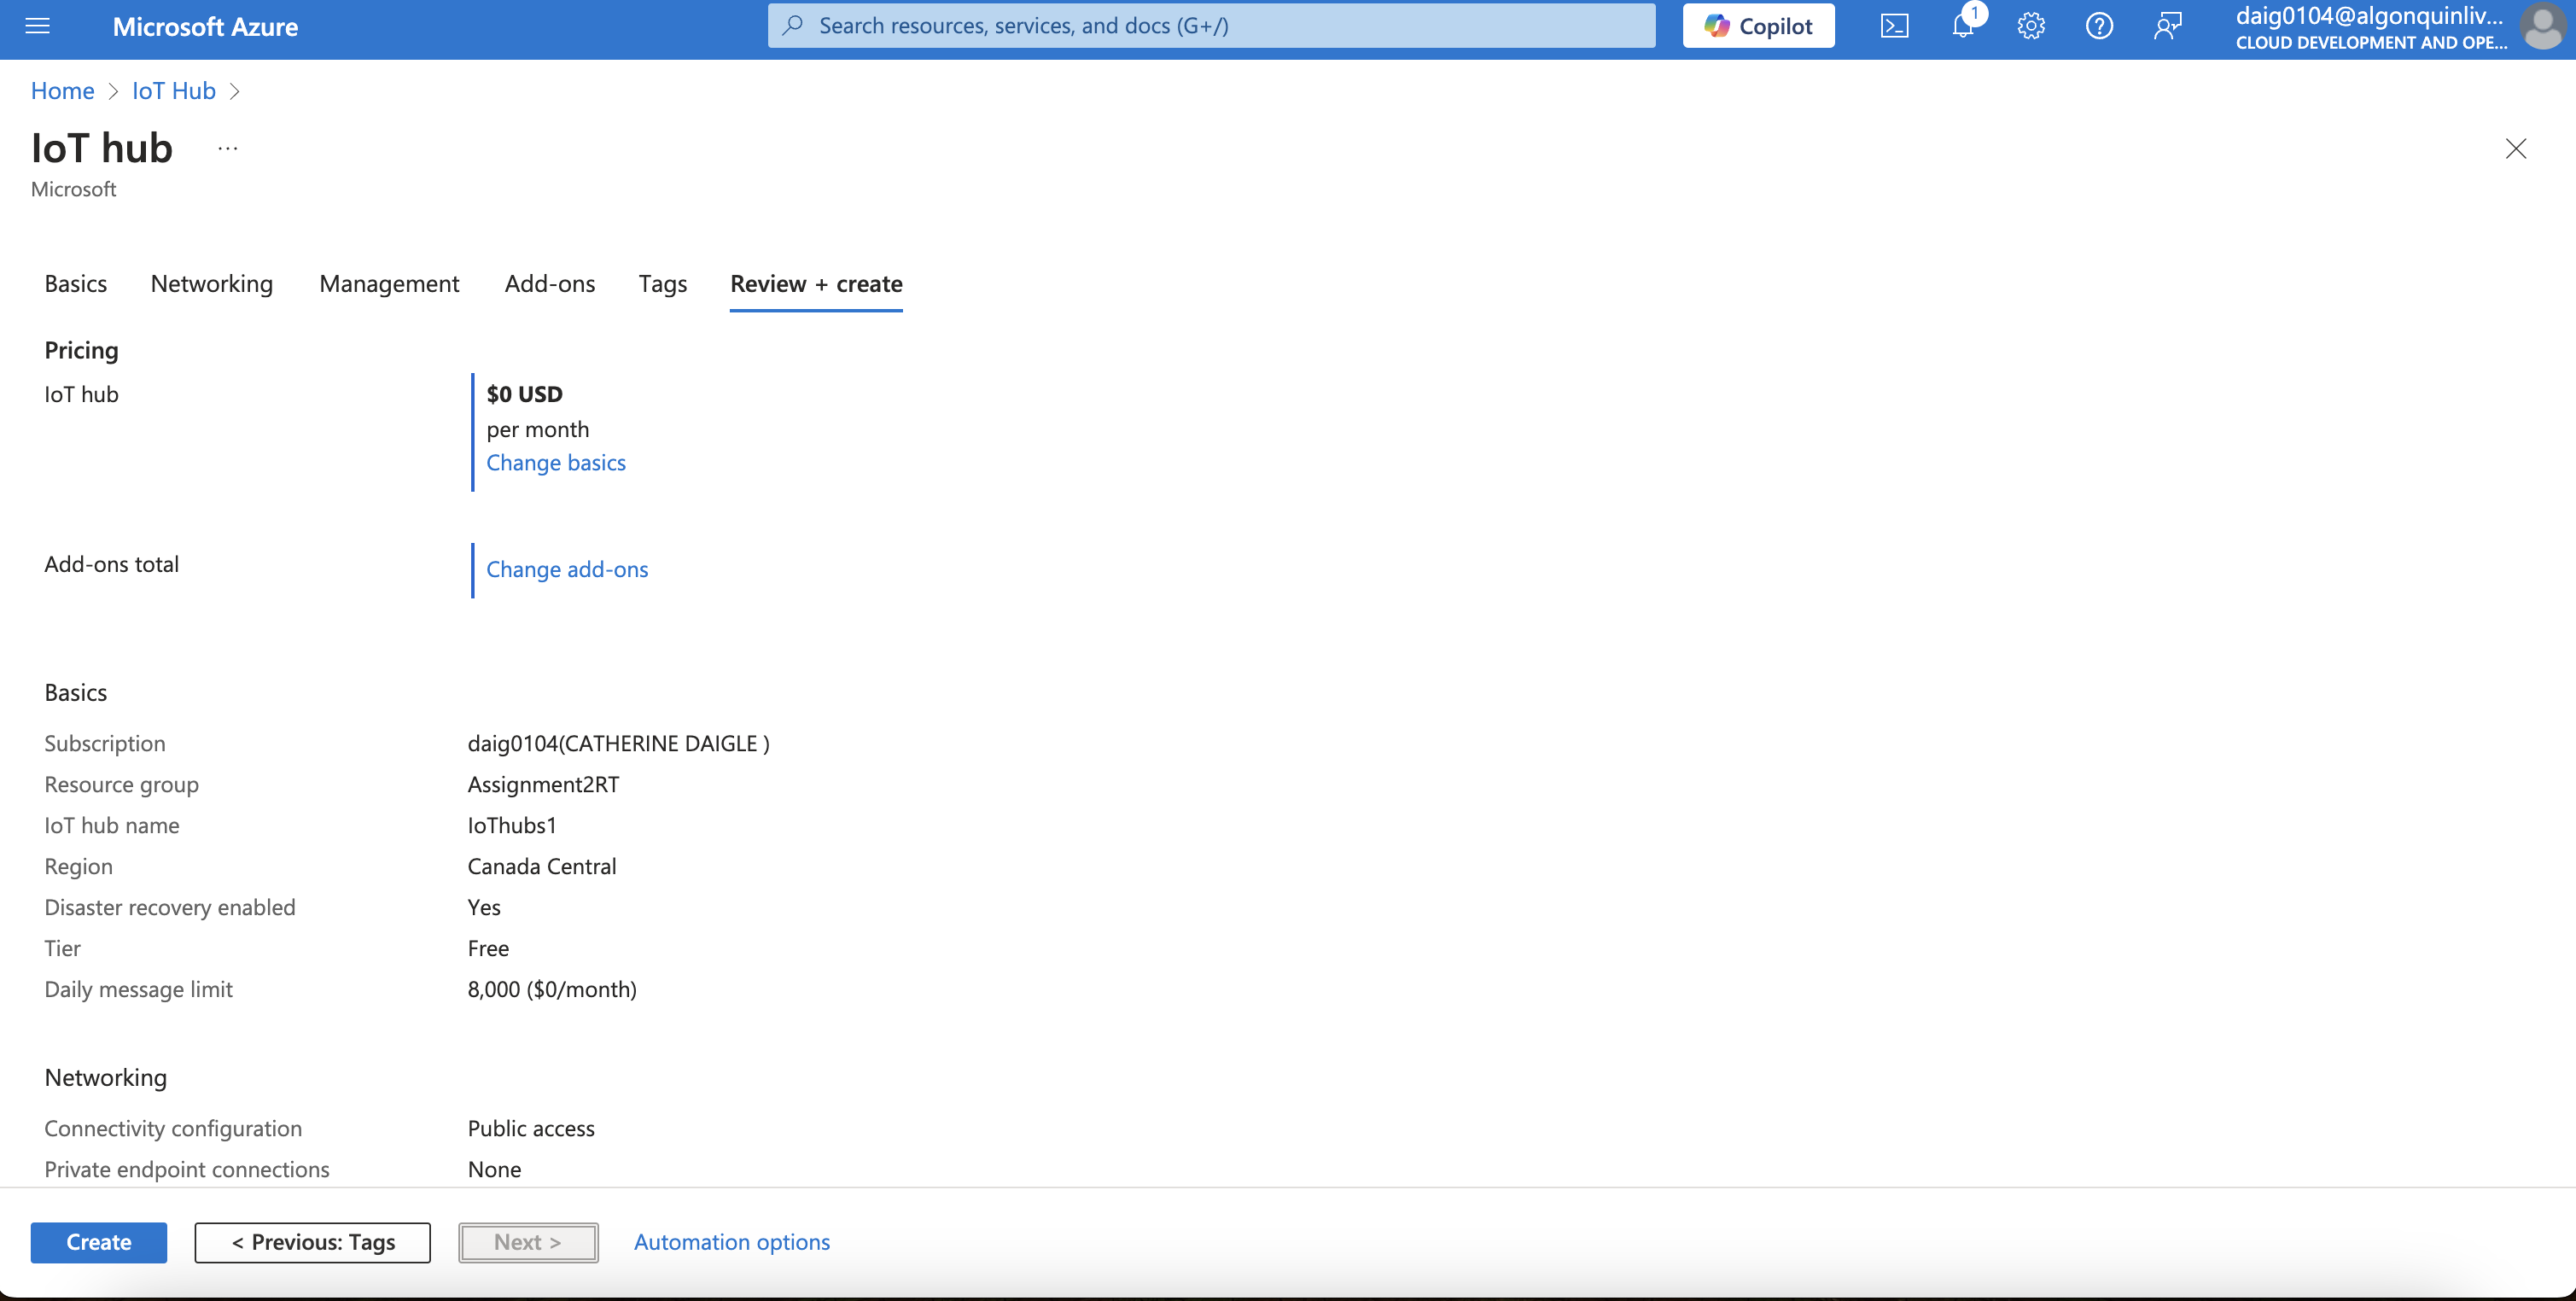 Microsoft Azure
Search resources, services, and docs (G+/)
Copilot
1
daig0104@algonquinliv...
CLOUD DEVELOPMENT AND OPE...
Home > IoT Hub >
IoT hub ...
Microsoft
Basics Networking Management Add-ons Tags Review + create
Pricing
IoT hub $0 USD
per month
Change basics
Add-ons total Change add-ons
Basics
Subscription daig0104(CATHERINE DAIGLE )
Resource group Assignment2RT
IoT hub name IoThubs1
Region Canada Central
Disaster recovery enabled Yes
Tier Free
Daily message limit 8,000 ($0/month)
Networking
Connectivity configuration Public access
Private endpoint connections None
Create < Previous: Tags Next > Automation options